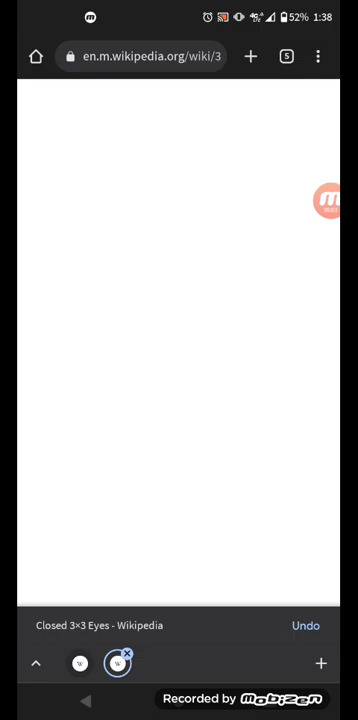 52% 1:38
en.m.wikipedia.org/wiki/3
5
Closed 3×3 Eyes - Wikipedia
Undo
W W
Recorded by mobizen